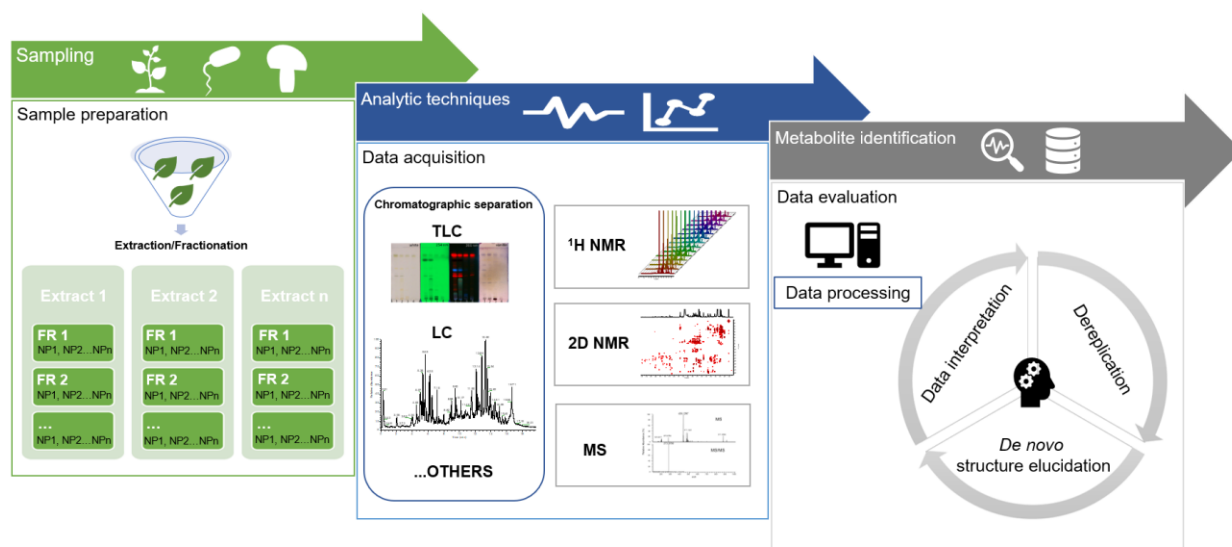 Sampling
Sample preparation
Extraction/Fractionation
Extract 1
Extract 2
Extract n
FR 1
NP1, NP2...NPn
FR 1
NP1, NP2...NPn
FR 1
NP1, NP2...NPn
FR 2
NP1, NP2...NPn
FR 2
NP1, NP2...NPn
FR 2
NP1, NP2...NPn
...
NP1, NP2...NPn
...
NP1, NP2...NPn
...
NP1, NP2...NPn
Analytic techniques
Data acquisition
Chromatographic separation
TLC
LC
...OTHERS
¹H NMR
2D NMR
MS
MS
MS/MS
Metabolite identification
Data evaluation
Data processing
Data interpretation
Dereplication
De novo
structure elucidation